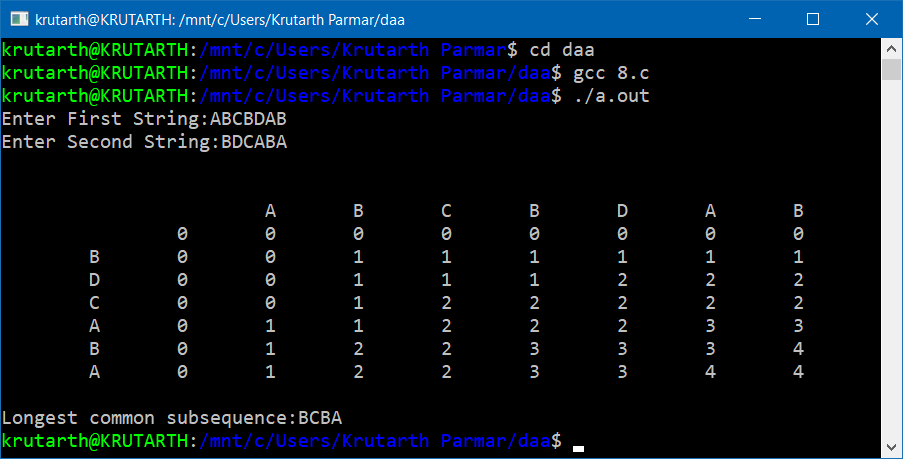 krutarth@KRUTARTH: /mnt/c/Users/Krutarth Parmar/daa
krutarth@KRUTARTH:/mnt/c/Users/Krutarth Parmar$ cd daa
krutarth@KRUTARTH:/mnt/c/Users/Krutarth Parmar/daa$ gcc 8.c
krutarth@KRUTARTH:/mnt/c/Users/Krutarth Parmar/daa$ ./a.out
Enter First String:ABCBDAB
Enter Second String:BDCABA
A B C B D A B
0 0 0 0 0 0 0 0
B 0 0 1 1 1 1 1 1
D 0 0 1 1 1 2 2 2
C 0 0 1 2 2 2 2 2
A 0 1 1 2 2 2 3 3
B 0 1 2 2 3 3 3 4
A 0 1 2 2 3 3 4 4
Longest common subsequence:BCBA
krutarth@KRUTARTH:/mnt/c/Users/Krutarth Parmar/daa$